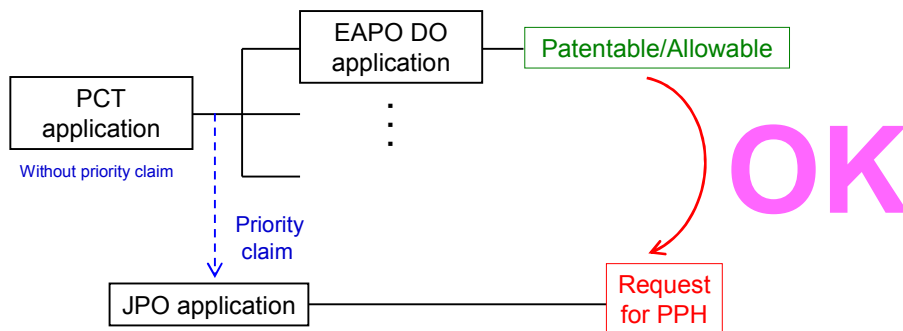 EAPO DO
application
Patentable/Allowable
PCT
application
Without priority claim
OK
Priority
claim
JPO application
Request
for PPH